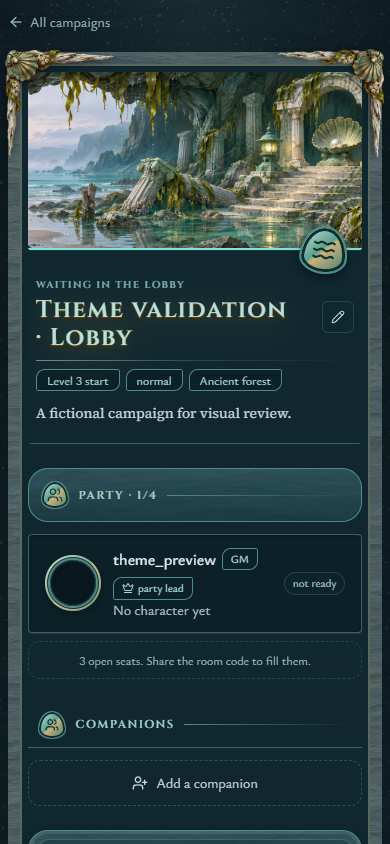 All campaigns
WAITING IN THE LOBBY
THEME VALIDATION
· LOBBY
Level 3 start normal Ancient forest
A fictional campaign for visual review.
PARTY · 1/4
theme_preview GM
party lead
not ready
No character yet
3 open seats. Share the room code to fill them.
COMPANIONS
Add a companion